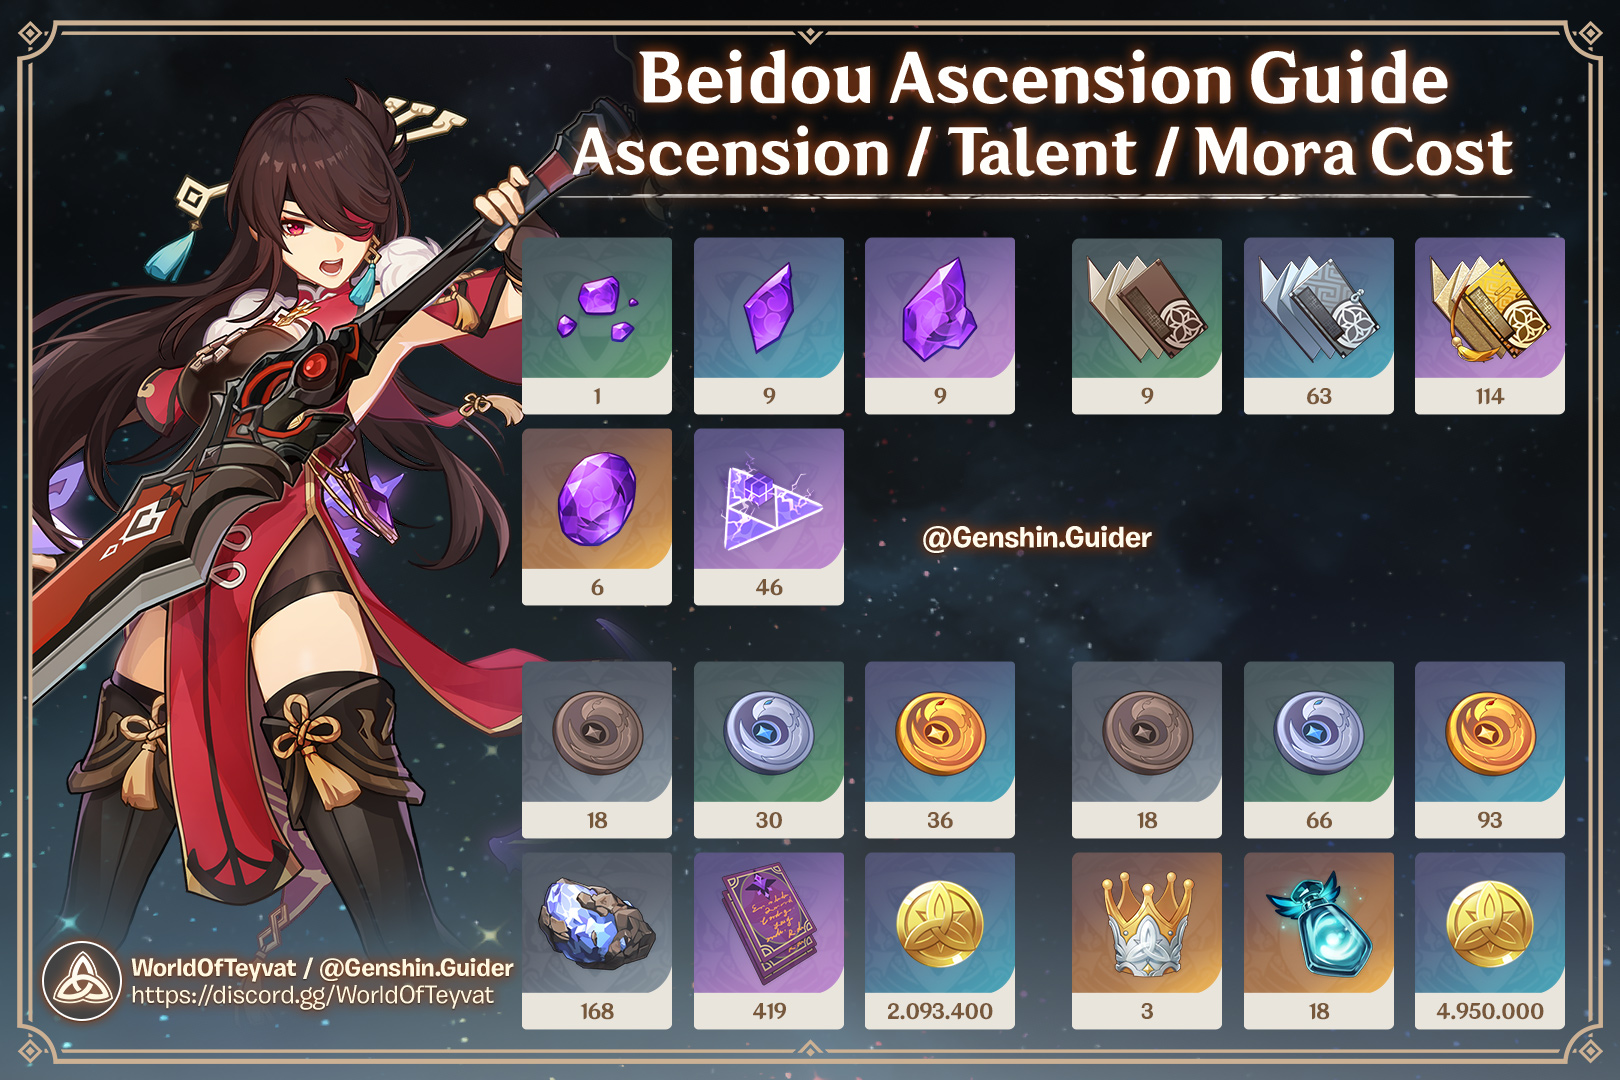 Beidou Ascension Guide
Ascension / Talent / Mora Cost
1 9 9 9 63 114
6 46
@Genshin.Guider
18 30 36 18 66 93
168 419 2.093.400 3 18 4.950.000
WorldOfTeyvat / @Genshin.Guider
https://discord.gg/WorldOfTeyvat